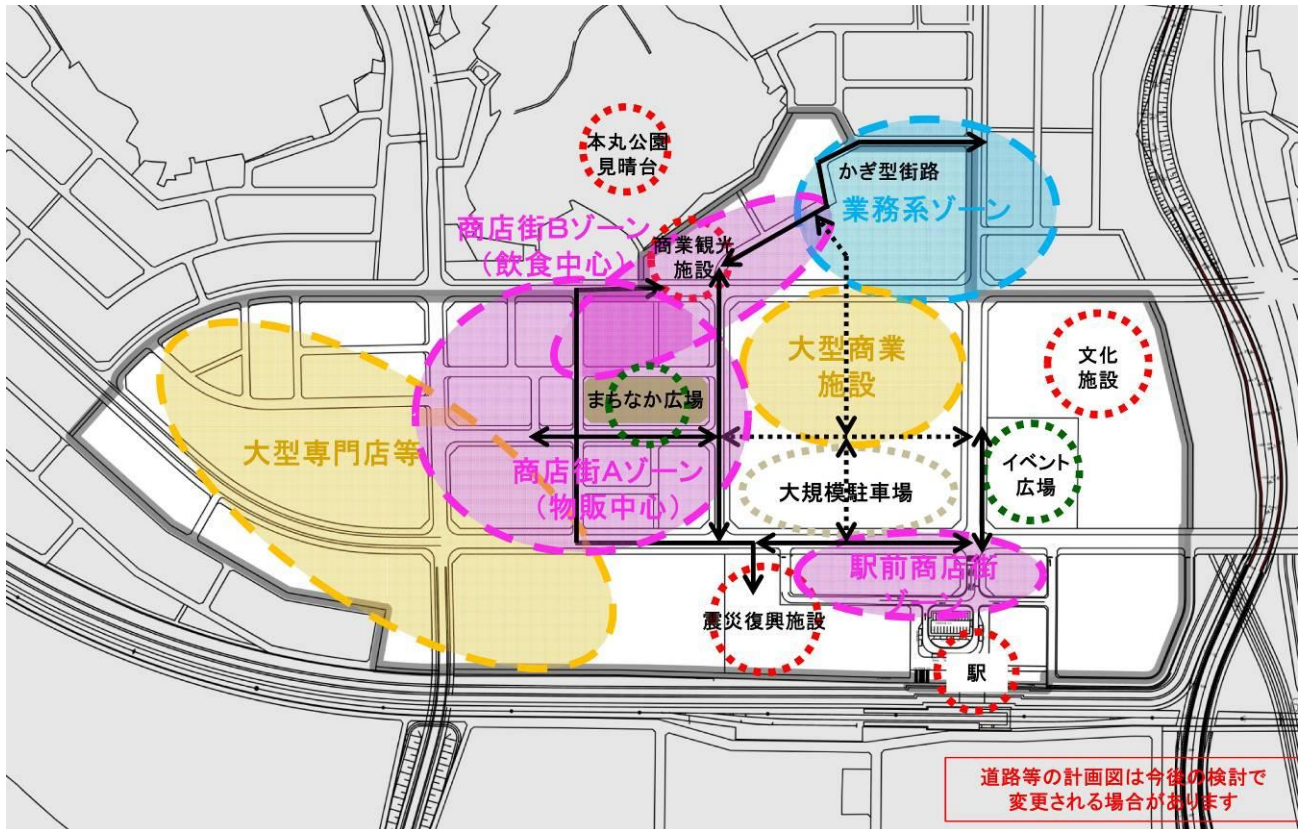 本丸公園
見晴台
かぎ型街路
業務系ゾーン
商店街Bゾーン
（飲食中心）
商業観光
施設
大型商業
施設
文化
施設
まちなか広場
大型専門店等
商店街Aゾーン
（物販中心）
大規模駐車場
イベント
広場
駅前商店街
ゾーン
震災復興施設
駅
道路等の計画図は今後の検討で
変更される場合があります